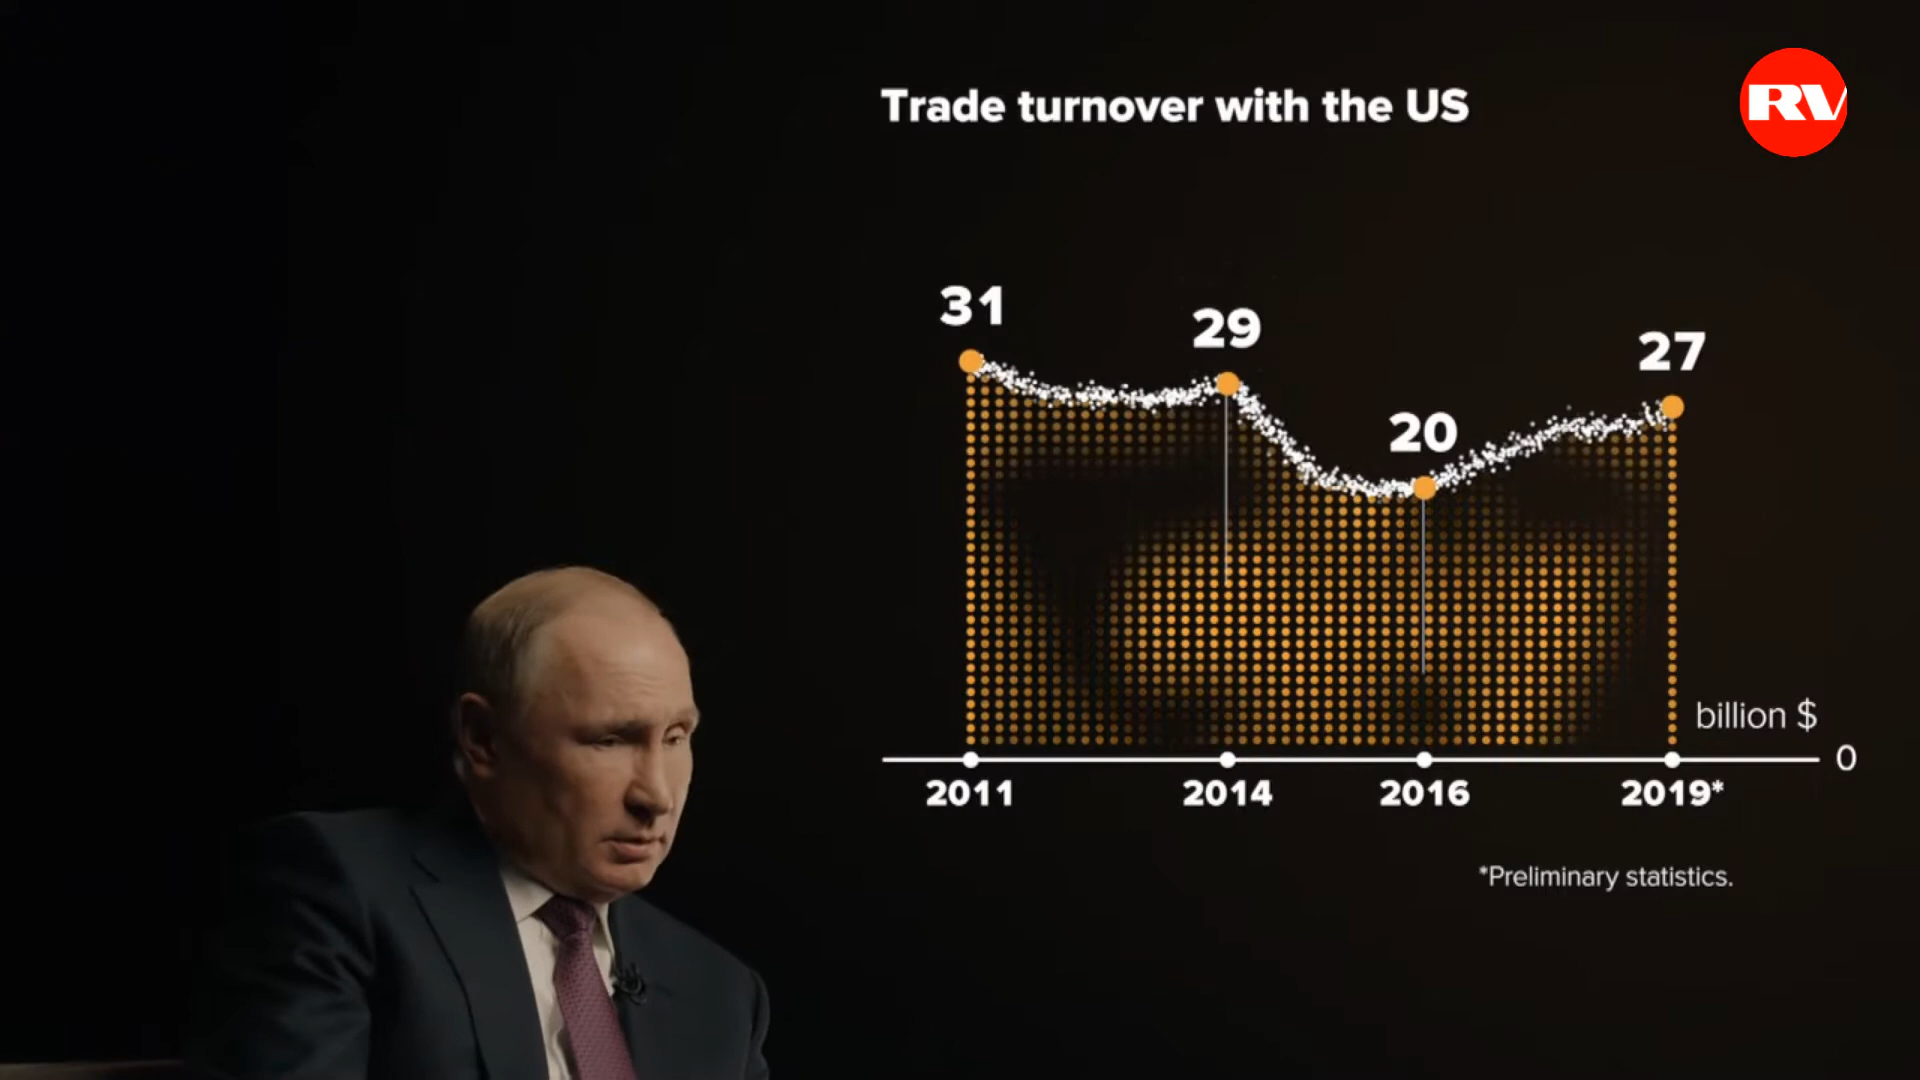 Trade turnover with the US
RV
31
29
20
27
billion $
0
2011
2014
2016
2019*
*Preliminary statistics.